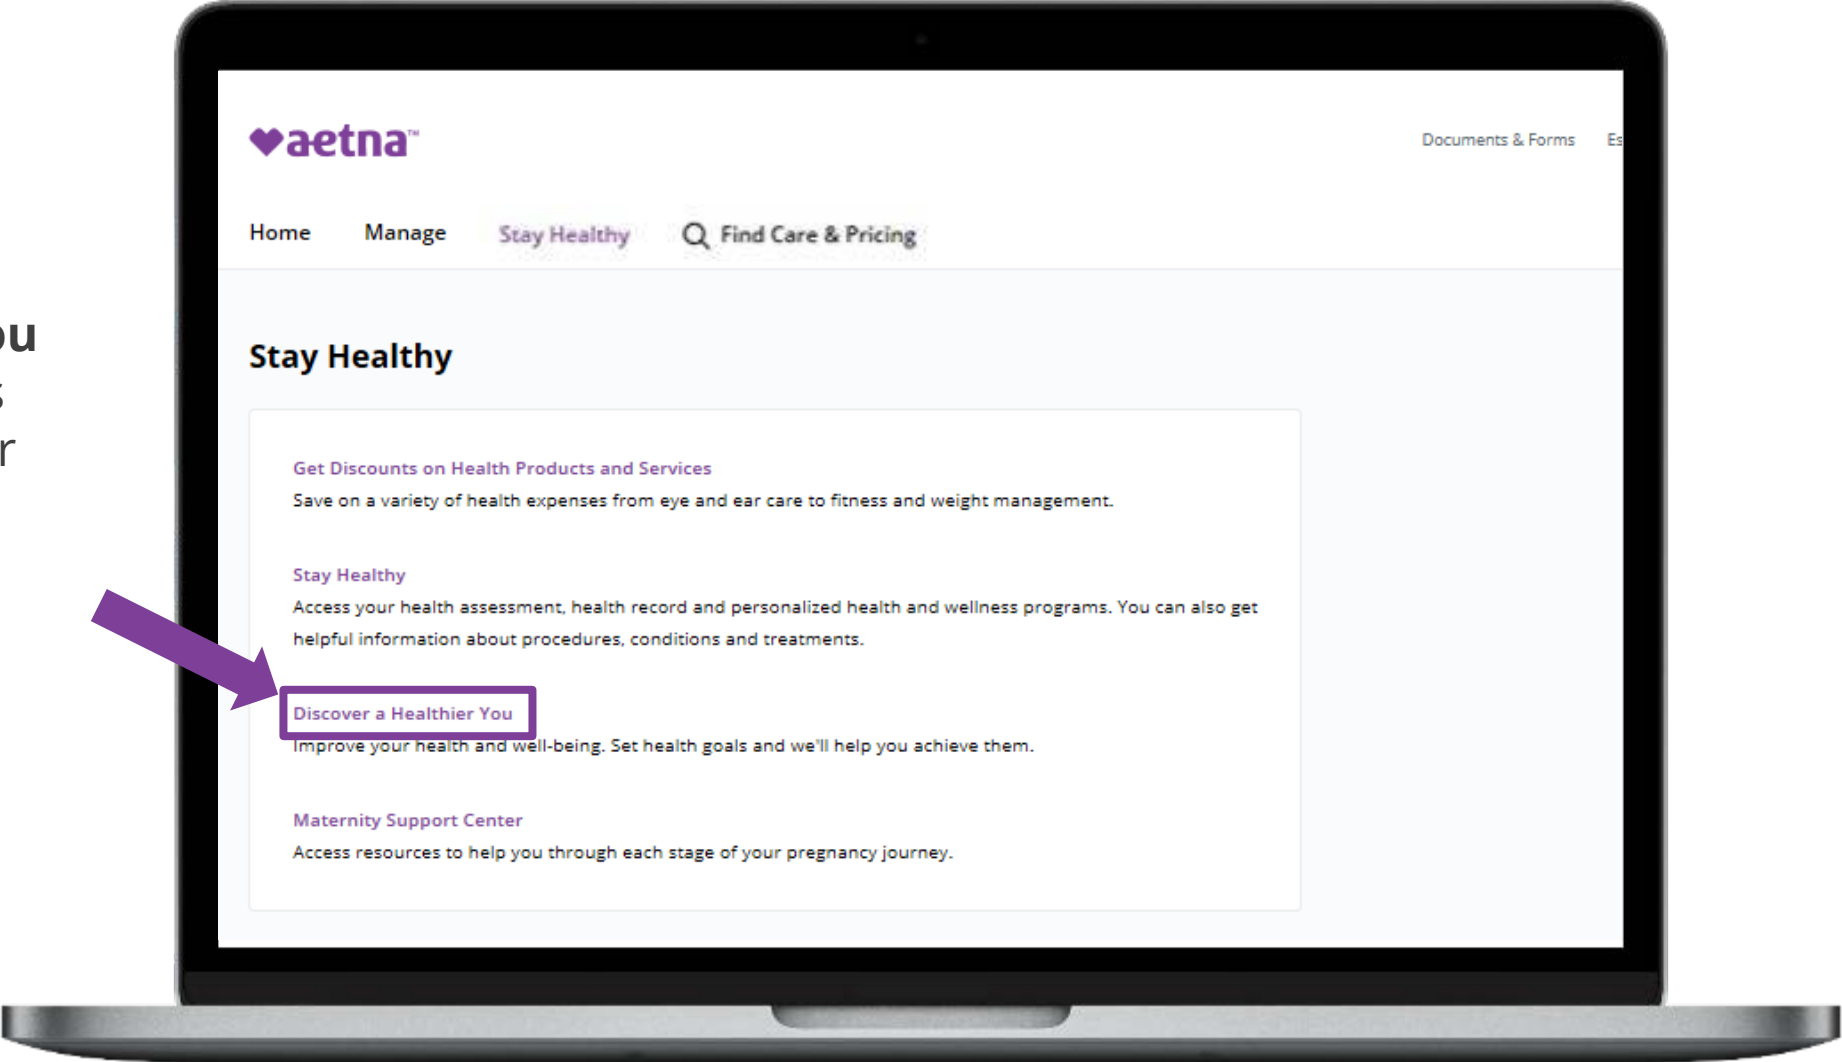 ou
s
r
aetna™
Documents & Forms Es
Home Manage Stay Healthy Find Care & Pricing
Stay Healthy
Get Discounts on Health Products and Services
Save on a variety of health expenses from eye and ear care to fitness and weight management.
Stay Healthy
Access your health assessment, health record and personalized health and wellness programs. You can also get
helpful information about procedures, conditions and treatments.
Discover a Healthier You
Improve your health and well-being. Set health goals and we'll help you achieve them.
Maternity Support Center
Access resources to help you through each stage of your pregnancy journey.